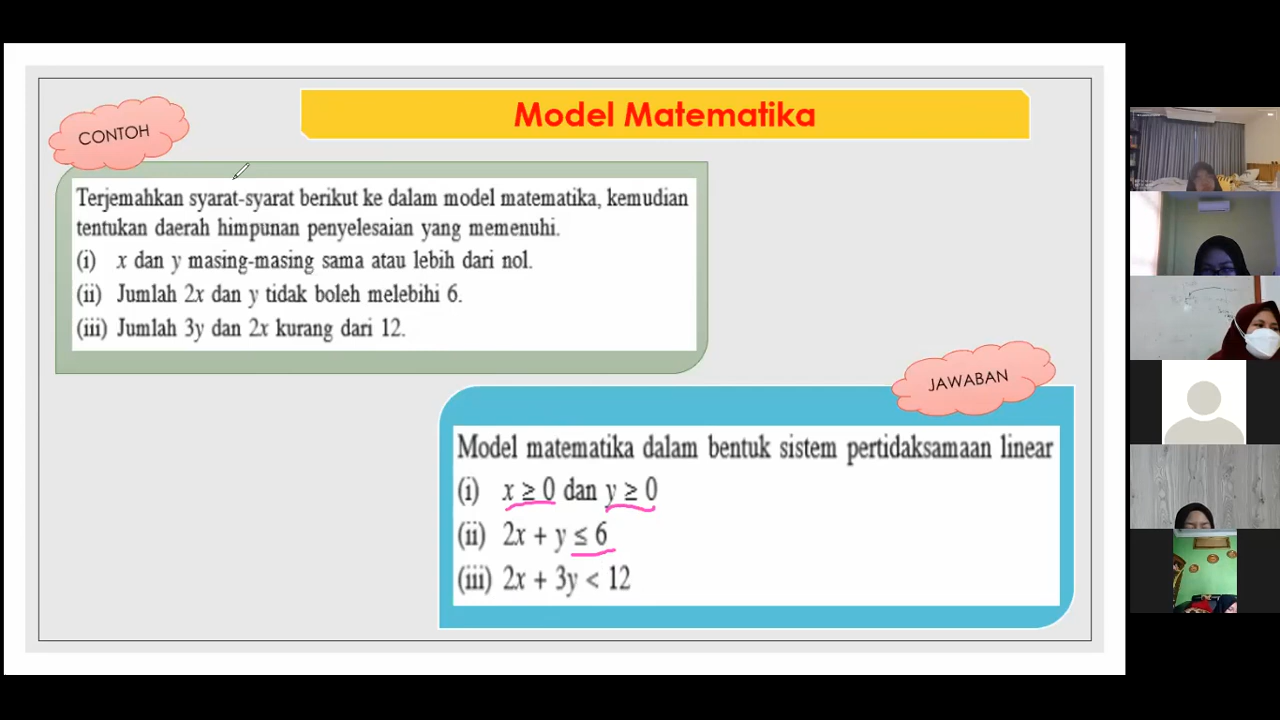 Model Matematika
CONTOH
Terjemahkan syarat-syarat berikut ke dalam model matematika, kemudian
tentukan daerah himpunan penyelesaian yang memenuhi.
(i) x dan y masing-masing sama atau lebih dari nol.
(ii) Jumlah 2x dan y tidak boleh melebihi 6.
(iii) Jumlah 3y dan 2x kurang dari 12.
JAWABAN
Model matematika dalam bentuk sistem pertidaksamaan linear
(i) x ≥ 0 dan y ≥ 0
(ii) 2x + y ≤ 6
(iii) 2x + 3y < 12